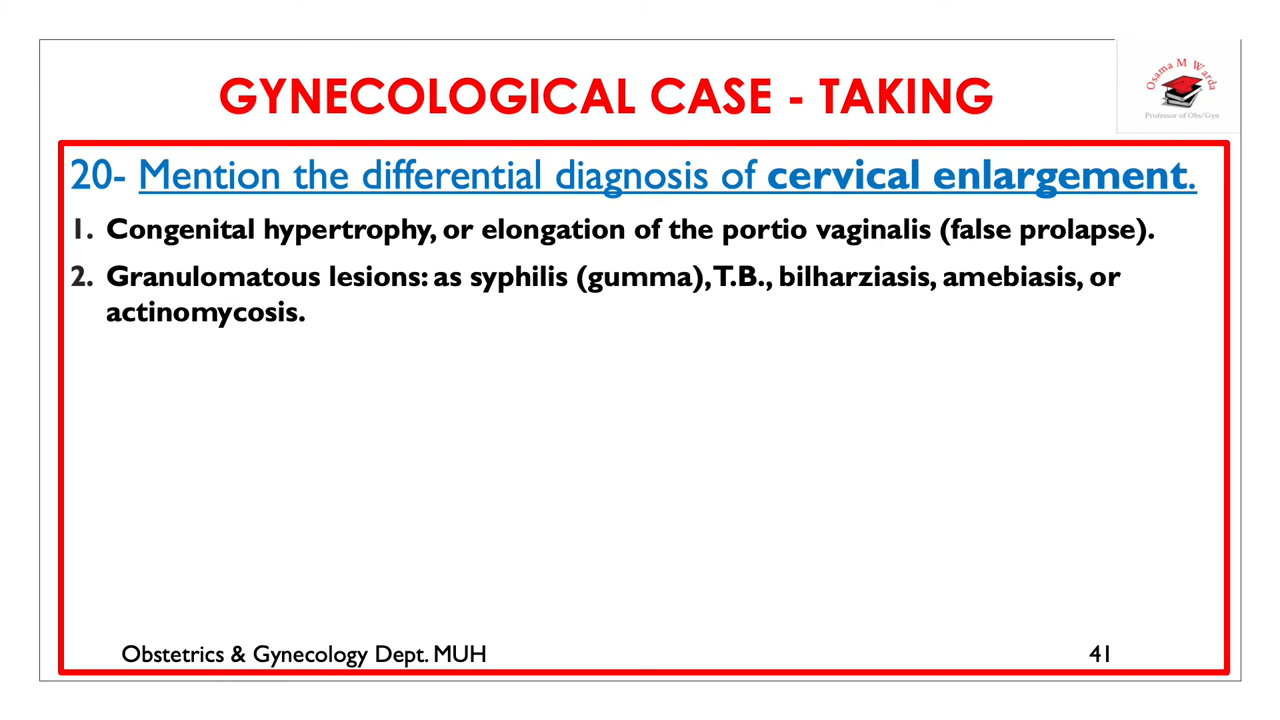 GYNECOLOGICAL CASE - TAKING
Osama M Warda
Professor of Obs/Gyn
20- Mention the differential diagnosis of cervical enlargement.
1. Congenital hypertrophy, or elongation of the portio vaginalis (false prolapse).
2. Granulomatous lesions: as syphilis (gumma), T.B., bilharziasis, amebiasis, or
actinomycosis.
Obstetrics & Gynecology Dept. MUH
41